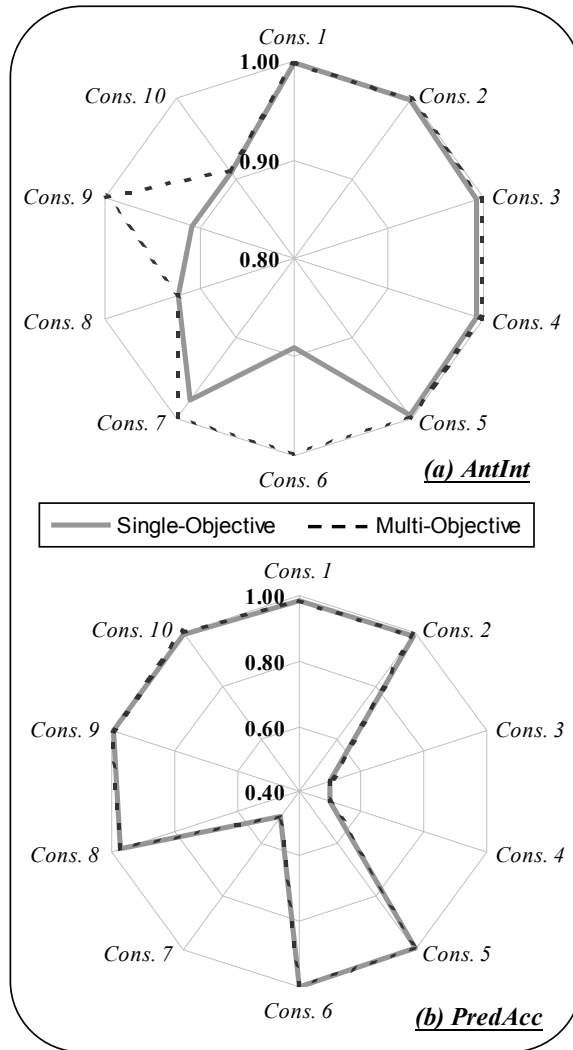 Cons. 1
1.00
Cons. 10
Cons. 2
0.90
Cons. 9
Cons. 3
0.80
Cons. 8
Cons. 4
Cons. 7
Cons. 5
Cons. 6
(a) AntInt
Single-Objective
Multi-Objective
Cons. 1
1.00
Cons. 10
Cons. 2
0.80
Cons. 9
Cons. 3
0.60
0.40
Cons. 8
Cons. 4
Cons. 7
Cons. 5
Cons. 6
(b) PredAcc